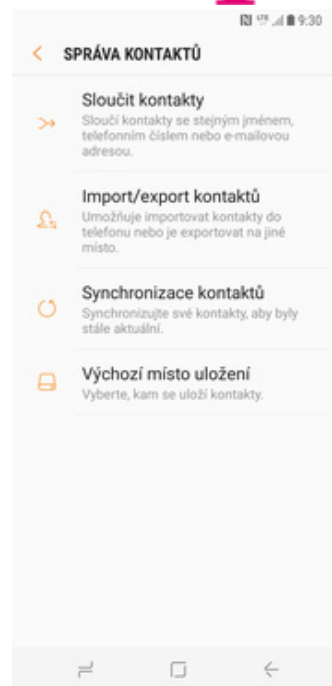 9:30
SPRÁVA KONTAKTŮ
Sloučit kontakty
Sloučí kontakty se stejným jménem,
telefonním číslem nebo e-mailovou
adresou.
Import/export kontaktů
Umožňuje importovat kontakty do
telefonu nebo je exportovat na jiné
místo.
Synchronizace kontaktů
Synchronizujte své kontakty, aby byly
stále aktuální.
Výchozí místo uložení
Vyberte, kam se uloží kontakty.